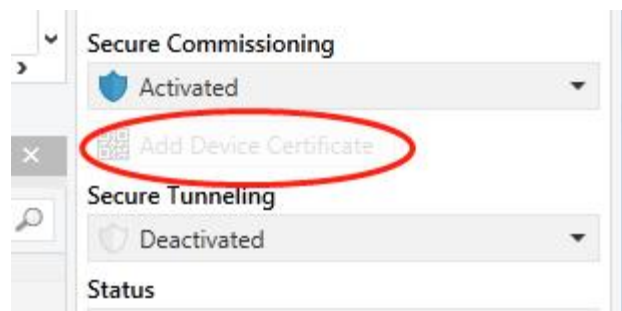 Secure Commissioning
Activated
Add Device Certificate
Secure Tunneling
Deactivated
Status